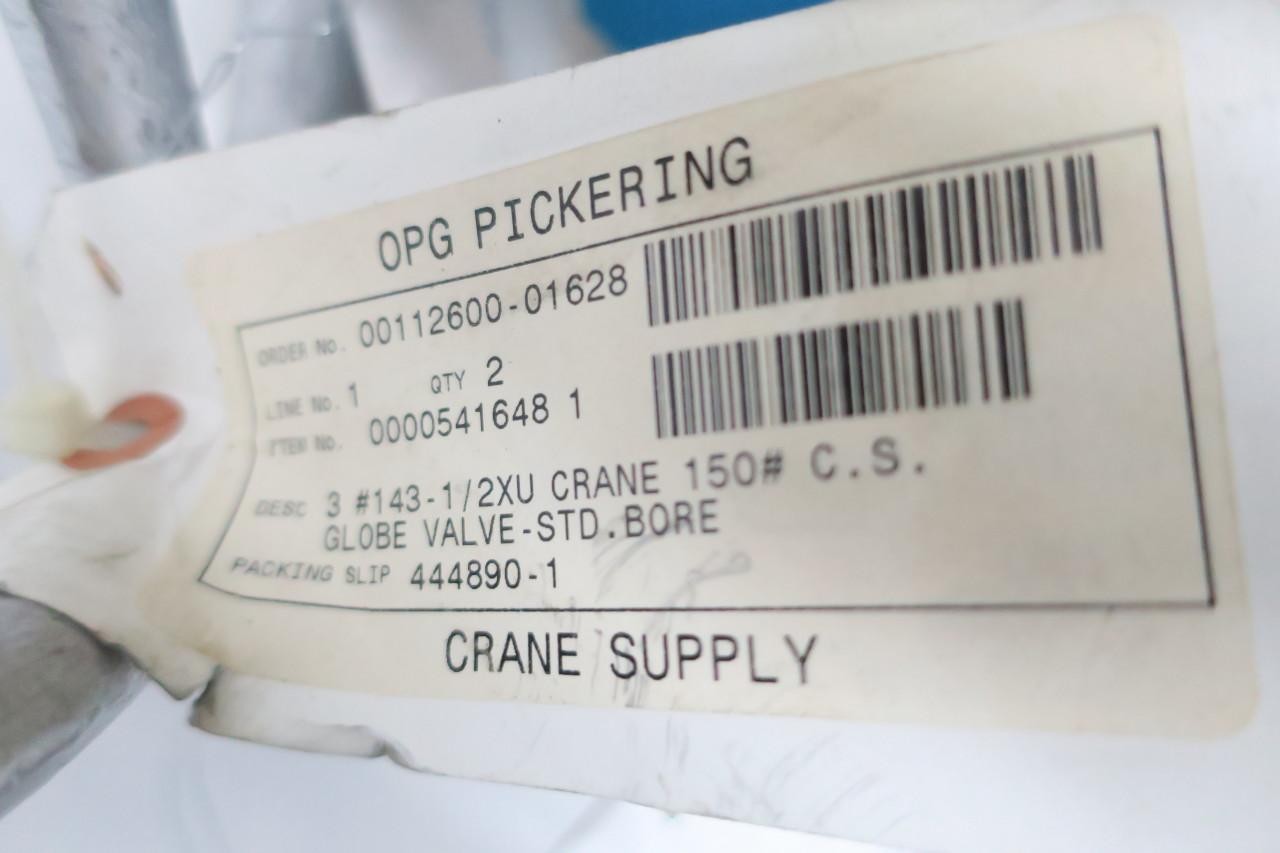 OPG PICKERING
ORDER No. 00112600-01628
LINE No. 1 QTY 2
ITEM No. 0000541648 1
DESC 3 #143-1/2XU CRANE 150# C.S.
GLOBE VALVE-STD.BORE
PACKING SLIP 444890-1
CRANE SUPPLY